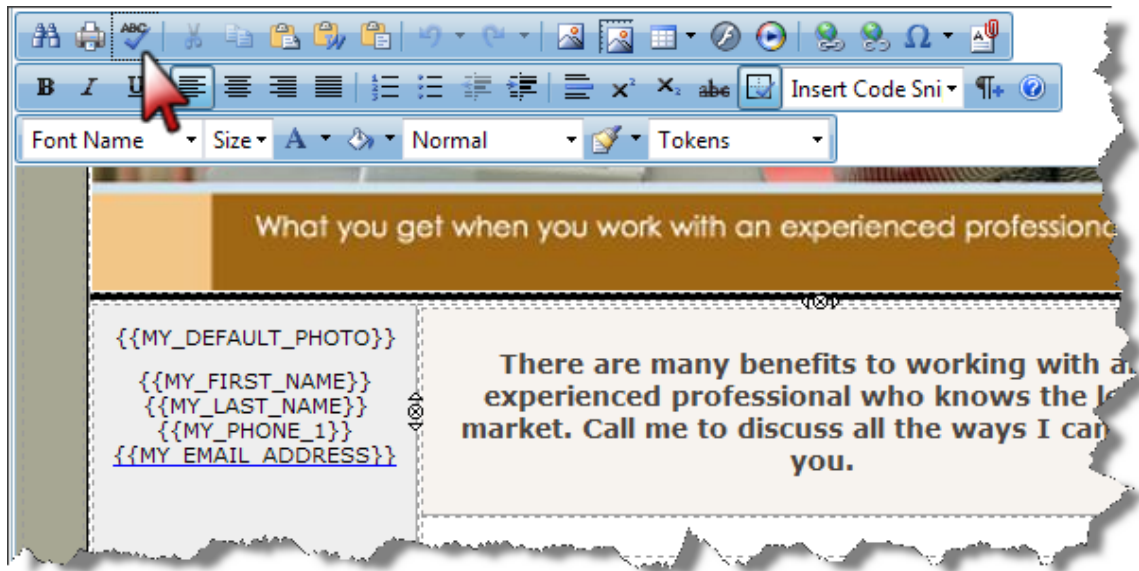 ABC
B I U abc Insert Code Sni
Font Name Size A Normal Tokens
What you get when you work with an experienced
{{MY_DEFAULT_PHOTO}}
{{MY_FIRST_NAME}}
{{MY_LAST_NAME}}
{{MY_PHONE_1}}
{{MY_EMAIL_ADDRESS}}
There are many benefits to working with
experienced professional who knows the
market. Call me to discuss all the ways I can
you.